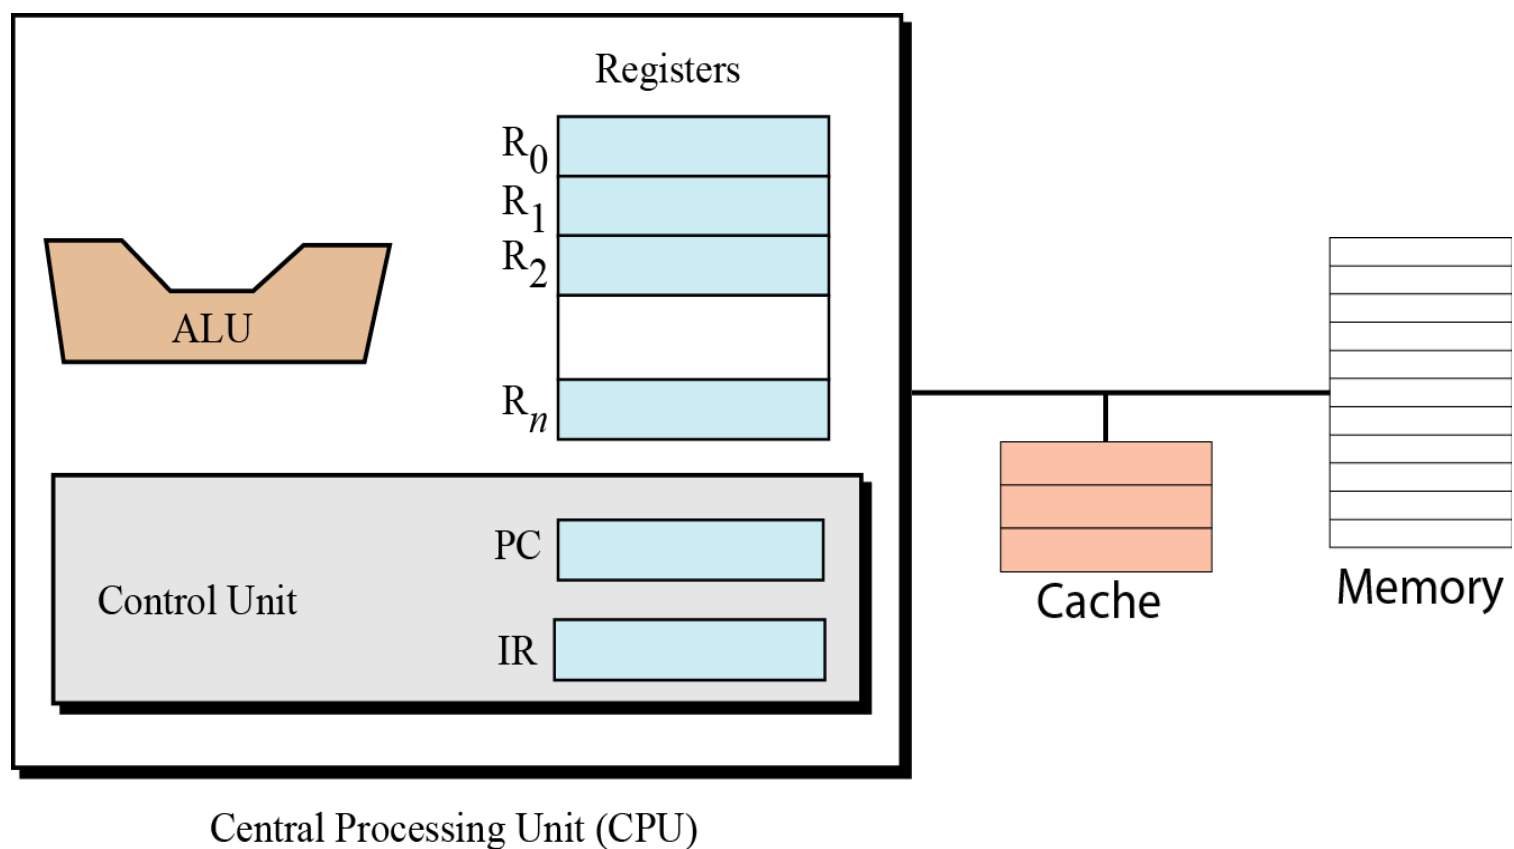 Registers
R0
R1
R2
Rn
ALU
PC
Control Unit
IR
Cache
Memory
Central Processing Unit (CPU)